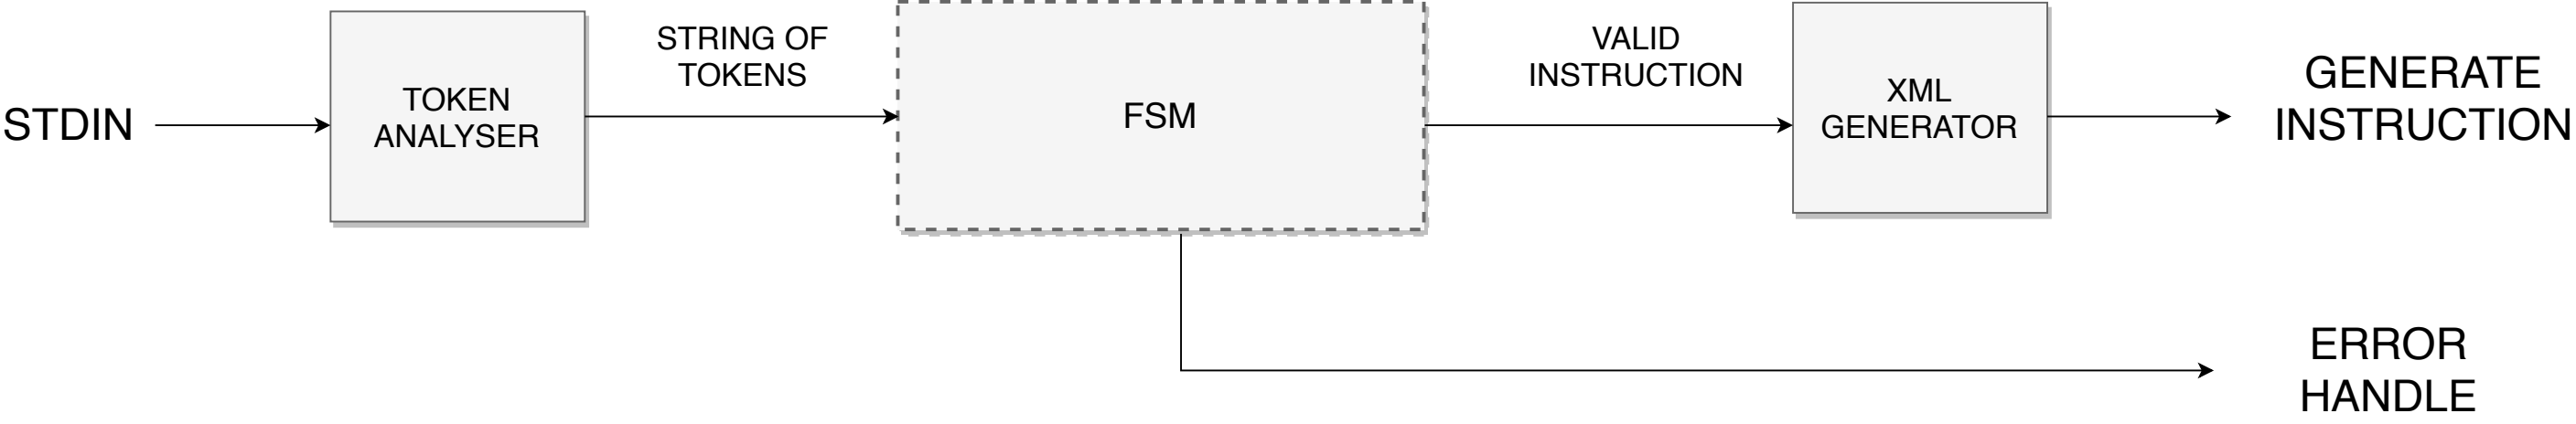 STDIN
TOKEN
ANALYSER
STRING OF
TOKENS
FSM
VALID
INSTRUCTION
XML
GENERATOR
GENERATE
INSTRUCTION
ERROR
HANDLE